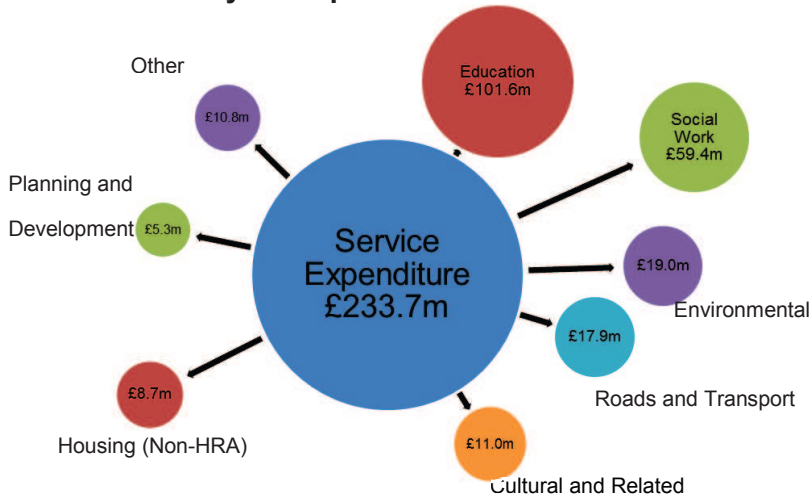 Other
£10.8m
Education
£101.6m
Social
Work
£59.4m
Planning and
Development
£5.3m
Service
Expenditure
£233.7m
£19.0m
Environmental
£17.9m
Roads and Transport
£8.7m
Housing (Non-HRA)
£11.0m
Cultural and Related